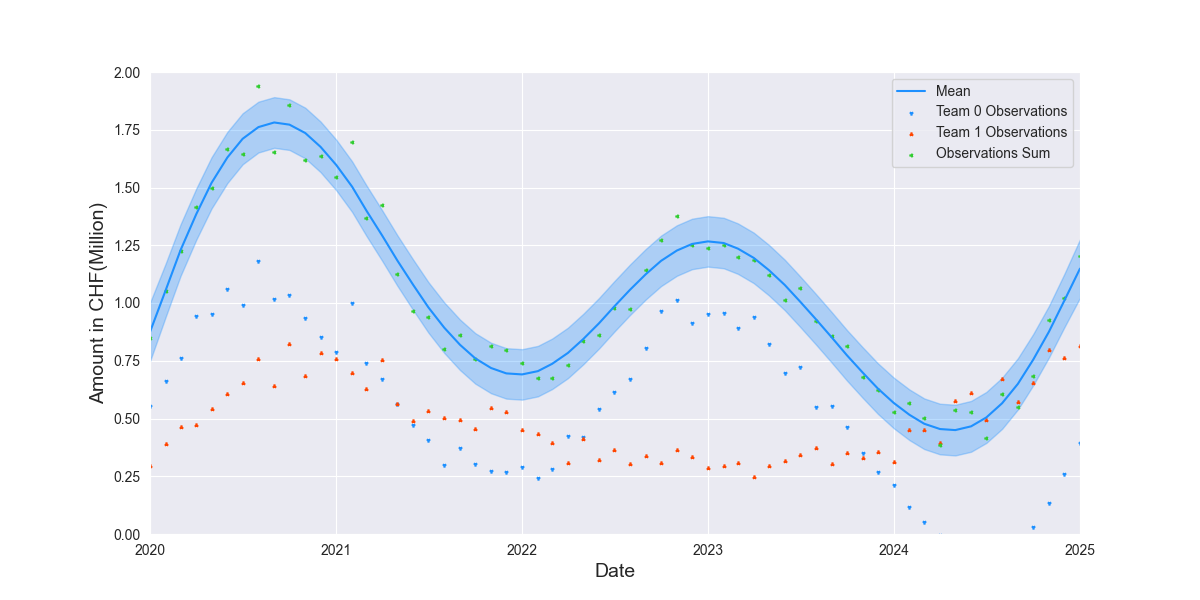 2.00
1.75
1.50
1.25
1.00
0.75
0.50
0.25
0.00
Amount in CHF(Million)
Mean
Team 0 Observations
Team 1 Observations
Observations Sum
2020 2021 2022 2023 2024 2025
Date